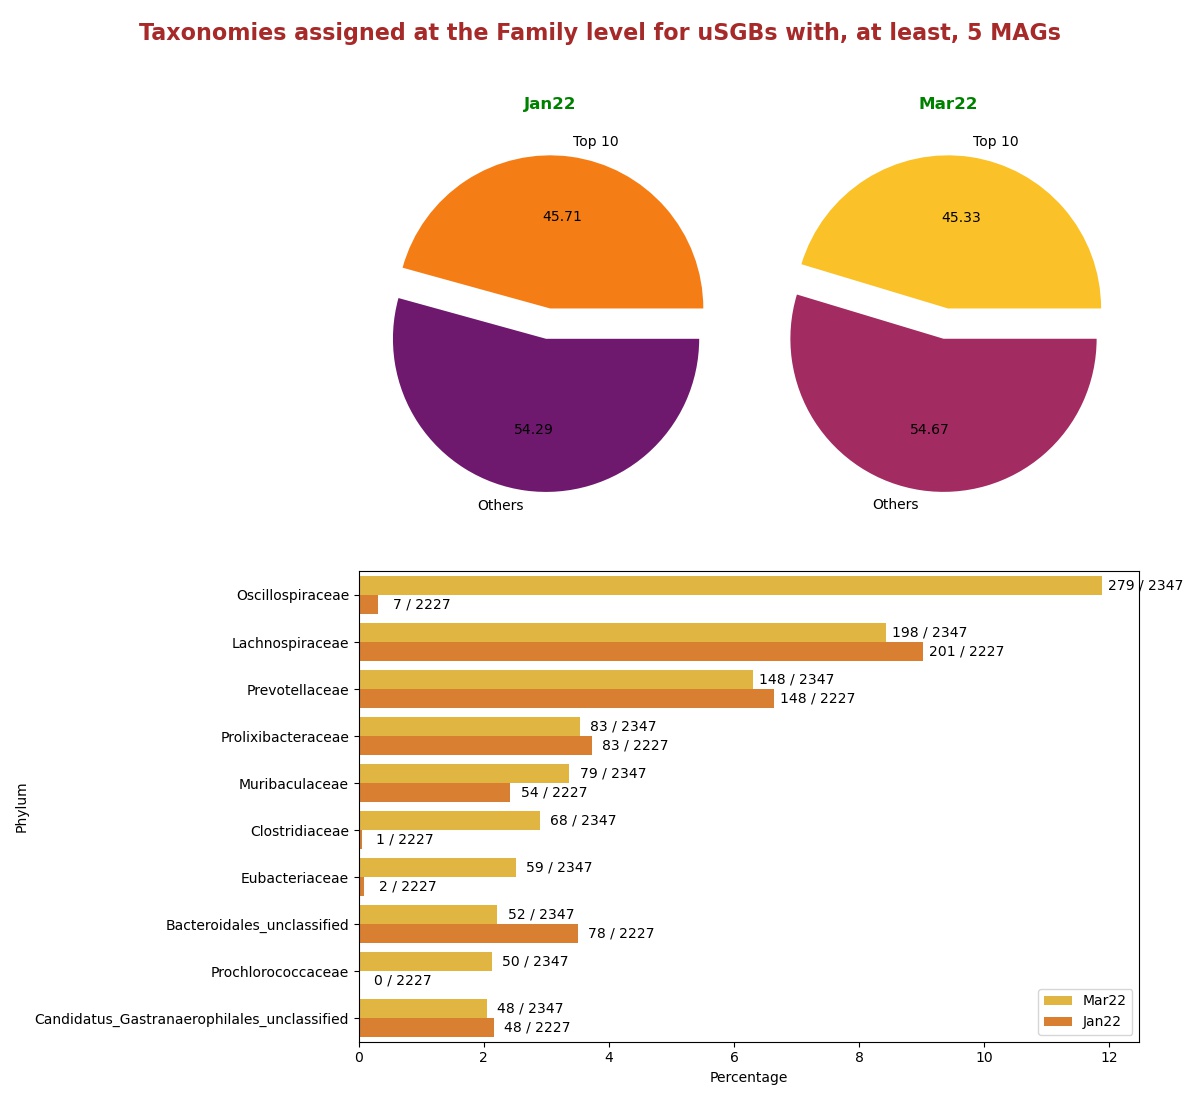 Taxonomies assigned at the Family level for uSGBs with, at least, 5 MAGs
Jan22
Mar22
Top 10
Top 10
45.71
45.33
54.29
54.67
Others
Others
Phylum
Oscillospiraceae
279 / 2347
7 / 2227
Lachnospiraceae
198 / 2347
201 / 2227
Prevotellaceae
148 / 2347
148 / 2227
Prolixibacteraceae
83 / 2347
83 / 2227
Muribaculaceae
79 / 2347
54 / 2227
Clostridiaceae
68 / 2347
1 / 2227
Eubacteriaceae
59 / 2347
2 / 2227
Bacteroidales_unclassified
52 / 2347
78 / 2227
Prochlorococcaceae
50 / 2347
0 / 2227
Candidatus_Gastranaerophilales_unclassified
48 / 2347
48 / 2227
Mar22
Jan22
0 2 4 6 8 10 12
Percentage